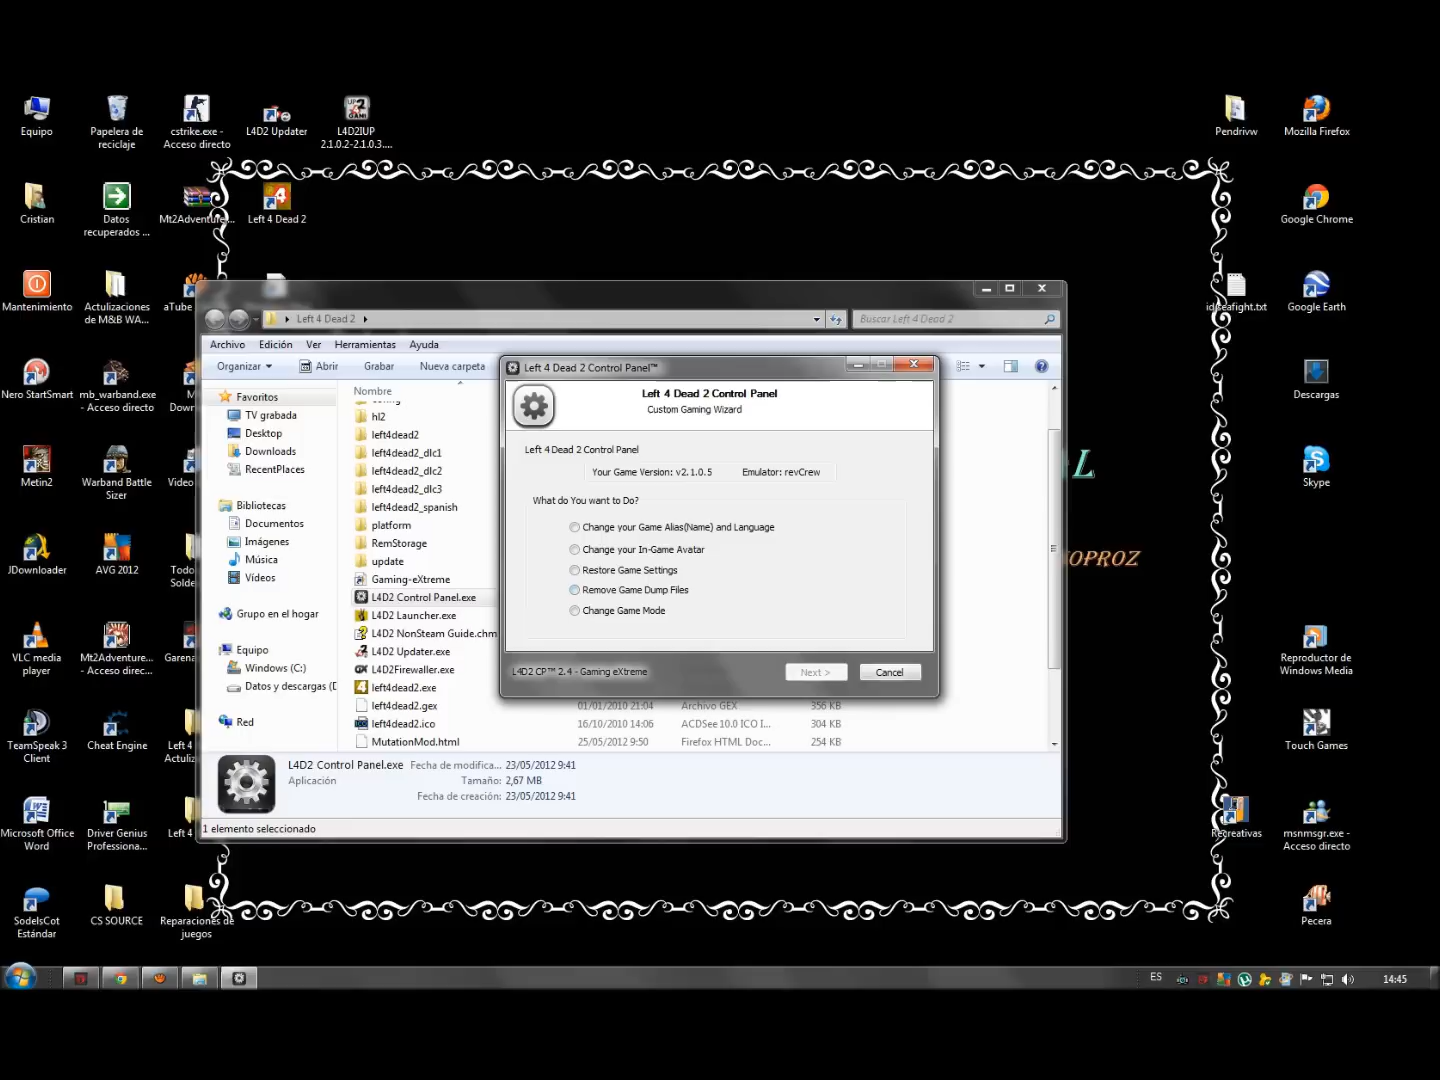 Equipo
Papelera de
reciclaje
cstrike.exe -
Acceso directo
L4D2 Updater
L4D2IUP
2.1.0.2-2.1.0.3....
Pendrivw
Mozilla Firefox
Cristian
Datos
recuperados ...
Mt2Adventure...
Left 4 Dead 2
Google Chrome
Mantenimiento
Actulizaciones
de M&B WA...
aTube
Google Earth
Left 4 Dead 2
Buscar Left 4 Dead 2
Archivo Edición Ver Herramientas Ayuda
Organizar Abrir Grabar Nueva carpeta
Nero StartSmart
mb_warband.exe
- Acceso directo
Descargas
Metin2
Warband Battle
Sizer
Video
Skype
JDownloader
AVG 2012
Todo
Solde
VLC media
player
Mt2Adventure...
- Acceso direc...
Garena
Reproductor de
Windows Media
TeamSpeak 3
Client
Cheat Engine
Left 4
Actuliz
Touch Games
Microsoft Office
Word
Driver Genius
Professiona...
Left 4
Recreativas
msnmsgr.exe -
Acceso directo
SodelsCot
Estándar
CS SOURCE
Reparaciones de
juegos
Pecera
Favoritos
TV grabada
Desktop
Downloads
RecentPlaces
Bibliotecas
Documentos
Imágenes
Música
Vídeos
Grupo en el hogar
Equipo
Windows (C:)
Datos y descargas (D
Red
Nombre
hl2
left4dead2
left4dead2_dlc1
left4dead2_dlc2
left4dead2_dlc3
left4dead2_spanish
platform
RemStorage
update
Gaming-eXtreme
L4D2 Control Panel.exe
L4D2 Launcher.exe
L4D2 NonSteam Guide.chm
L4D2 Updater.exe
L4D2Firewaller.exe
left4dead2.exe
left4dead2.gex 01/01/2010 21:04 Archivo GEX 356 KB
left4dead2.ico 16/10/2010 14:06 ACDSee 10.0 ICO I... 304 KB
MutationMod.html 25/05/2012 9:50 Firefox HTML Doc... 254 KB
Left 4 Dead 2 Control Panel™
Left 4 Dead 2 Control Panel
Custom Gaming Wizard
Left 4 Dead 2 Control Panel
Your Game Version: v2.1.0.5 Emulator: revCrew
What do You want to Do?
Change your Game Alias(Name) and Language
Change your In-Game Avatar
Restore Game Settings
Remove Game Dump Files
Change Game Mode
L4D2 CP™ 2.4 - Gaming eXtreme
Next >
Cancel
L
OPROZ
L4D2 Control Panel.exe Fecha de modifica... 23/05/2012 9:41
Aplicación Tamaño: 2,67 MB
Fecha de creación: 23/05/2012 9:41
1 elemento seleccionado
ES
14:45